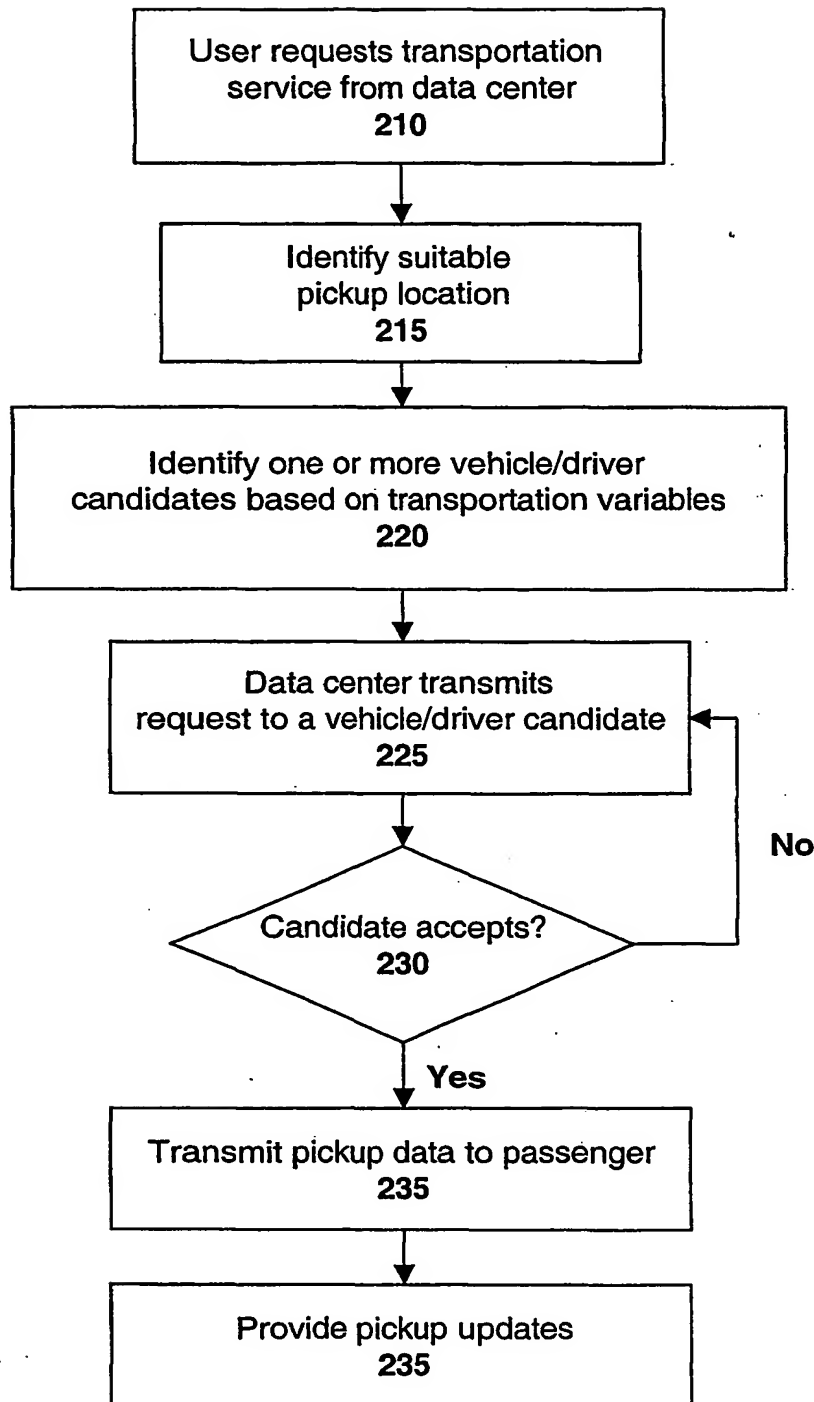 User requests transportation
service from data center
210
Identify suitable
pickup location
215
Identify one or more vehicle/driver
candidates based on transportation variables
220
Data center transmits
request to a vehicle/driver candidate
225
No
Candidate accepts?
230
Yes
Transmit pickup data to passenger
235
Provide pickup updates
235